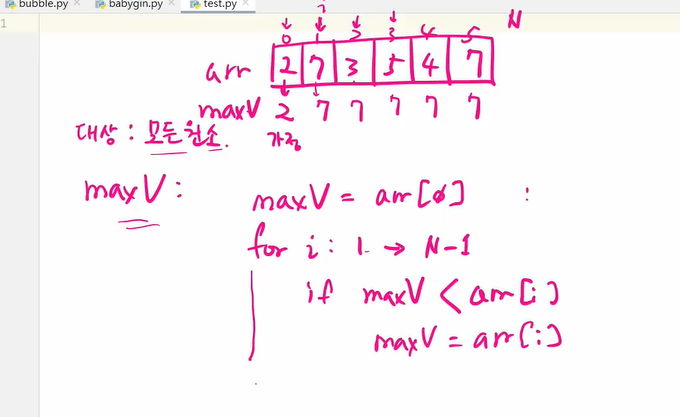 bubble.py babygin.py test.py
1
N
0 1 2 3 4 5
arr 2 7 3 5 4 7
maxV 2 7 7 7 7 7
대상 : 모든 원소. 가정
maxV : maxV = arr[0] :
for i : 1 → N-1
if maxV < arr[i]
maxV = arr[i]